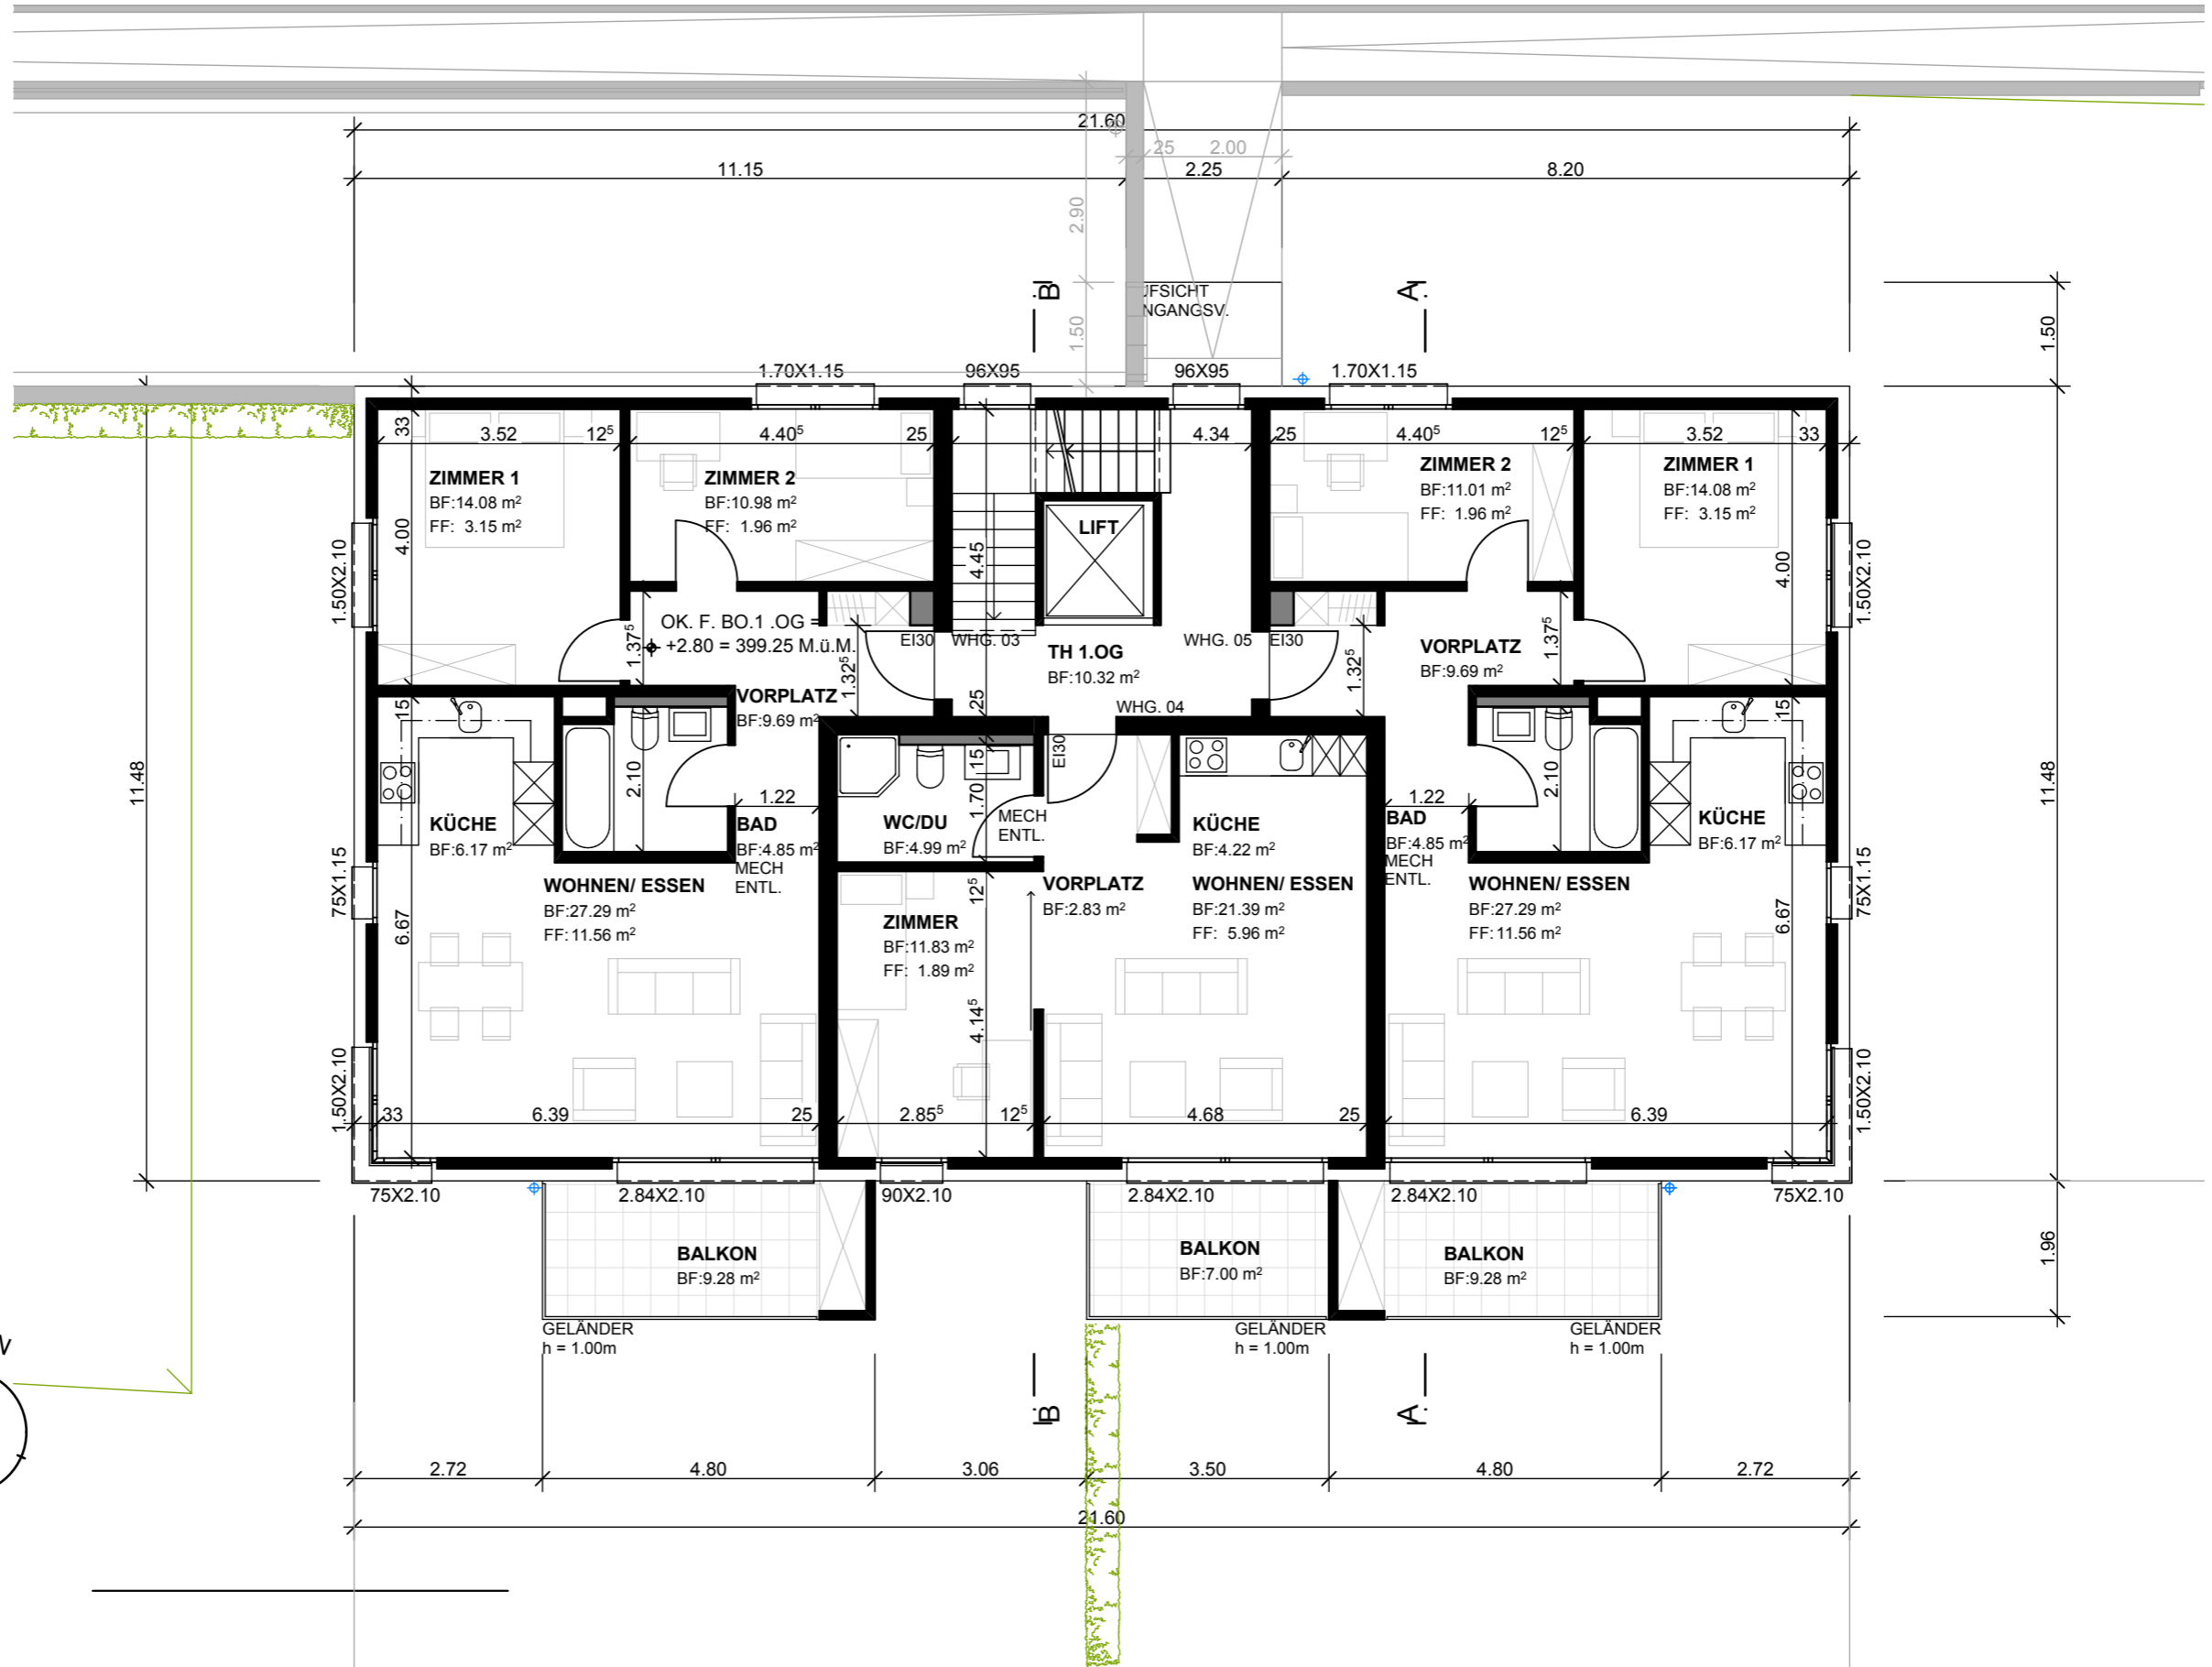 21.60
25 2.00
11.15 2.25 8.20
2.90
1.50
B
A
1.50
1.70X1.15 96X95 96X95 1.70X1.15
33 3.52 12⁵ 4.40⁵ 25 4.34 25 4.40⁵ 12⁵ 3.52 33
ZIMMER 1
BF:14.08 m²
FF: 3.15 m²
ZIMMER 2
BF:10.98 m²
FF: 1.96 m²
LIFT
ZIMMER 2
BF:11.01 m²
FF: 1.96 m²
ZIMMER 1
BF:14.08 m²
FF: 3.15 m²
1.50X2.10
4.00
4.45
4.00
1.50X2.10
OK. F. BO.1 .OG =
+2.80 = 399.25 M.ü.M.
1.37⁵
1.32⁵
EI30 WHG. 03
TH 1.OG
BF:10.32 m²
WHG. 05 EI30
WHG. 04
25
1.32⁵
1.37⁵
VORPLATZ
BF:9.69 m²
VORPLATZ
BF:9.69 m²
15
15
EI30
11.48
2.10
1.22
1.70 15
1.22
2.10
11.48
KÜCHE
BF:6.17 m²
BAD
BF:4.85 m²
MECH
ENTL.
WC/DU
BF:4.99 m²
MECH
ENTL.
KÜCHE
BF:4.22 m²
BAD
BF:4.85 m²
MECH
ENTL.
KÜCHE
BF:6.17 m²
75X1.15
6.67
WOHNEN/ ESSEN
BF:27.29 m²
FF: 11.56 m²
ZIMMER
BF:11.83 m²
FF: 1.89 m²
12⁵
4.14⁵
VORPLATZ
BF:2.83 m²
WOHNEN/ ESSEN
BF:21.39 m²
FF: 5.96 m²
WOHNEN/ ESSEN
BF:27.29 m²
FF: 11.56 m²
6.67
75X1.15
1.50X2.10
1.50X2.10
33 6.39 25 2.85⁵ 12⁵ 4.68 25 6.39
75X2.10 2.84X2.10 90X2.10 2.84X2.10 2.84X2.10 75X2.10
BALKON
BF:9.28 m²
BALKON
BF:7.00 m²
BALKON
BF:9.28 m²
1.96
GELÄNDER
h = 1.00m
GELÄNDER
h = 1.00m
GELÄNDER
h = 1.00m
B
A
2.72 4.80 3.06 3.50 4.80 2.72
21.60